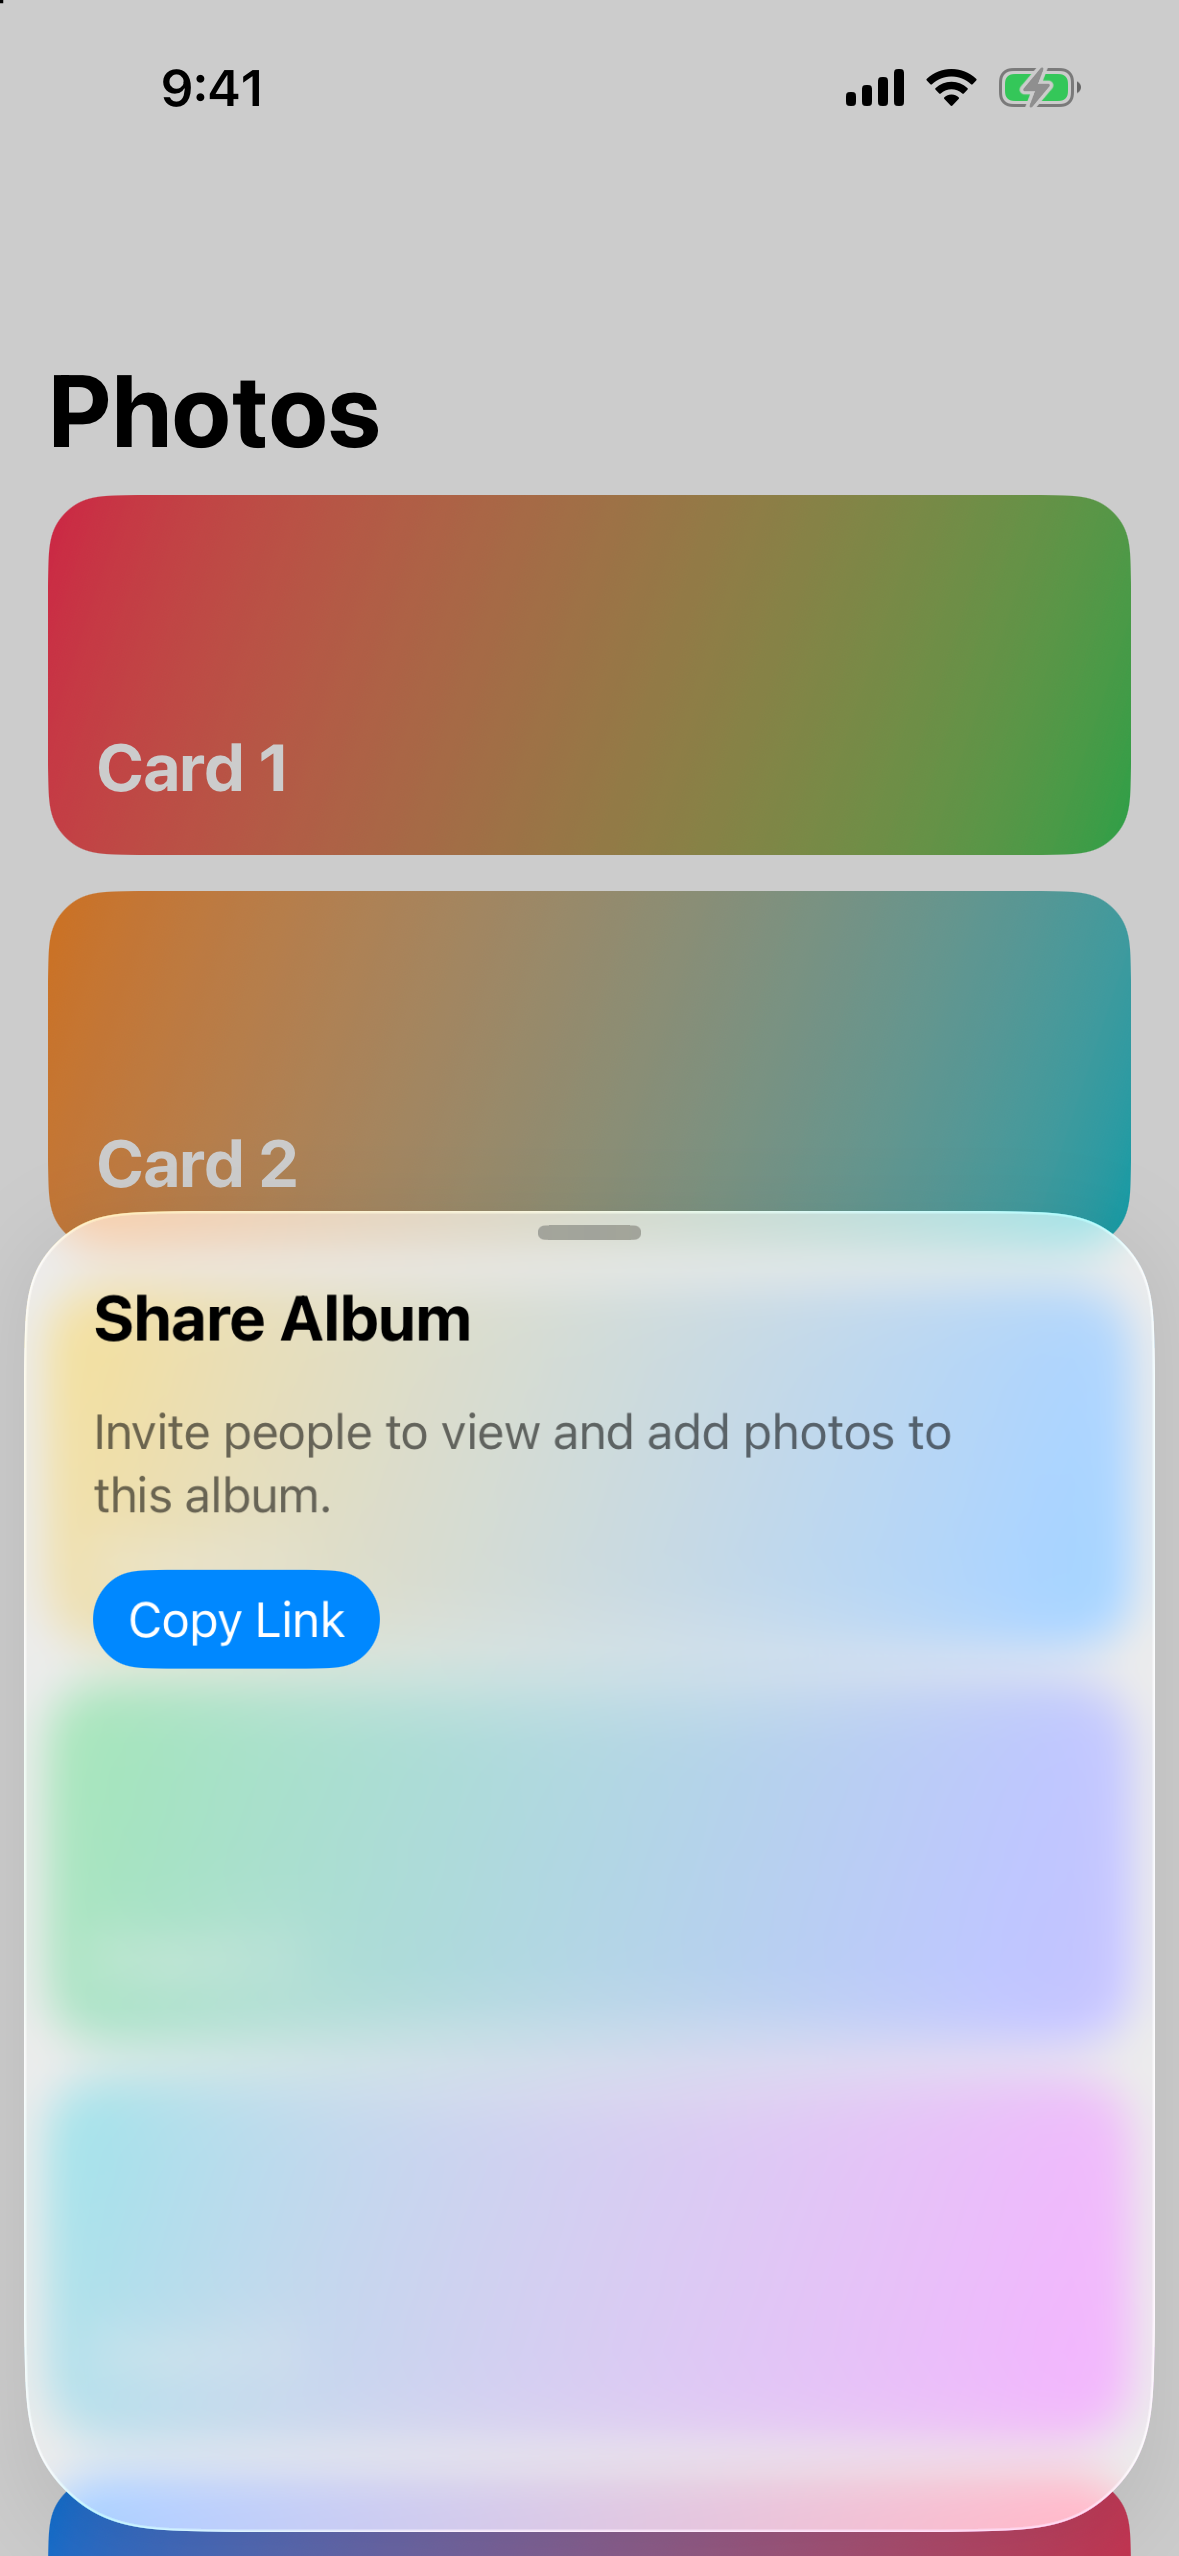 9:41
Photos
Card 1
Card 2
Share Album
Invite people to view and add photos to
this album.
Copy Link